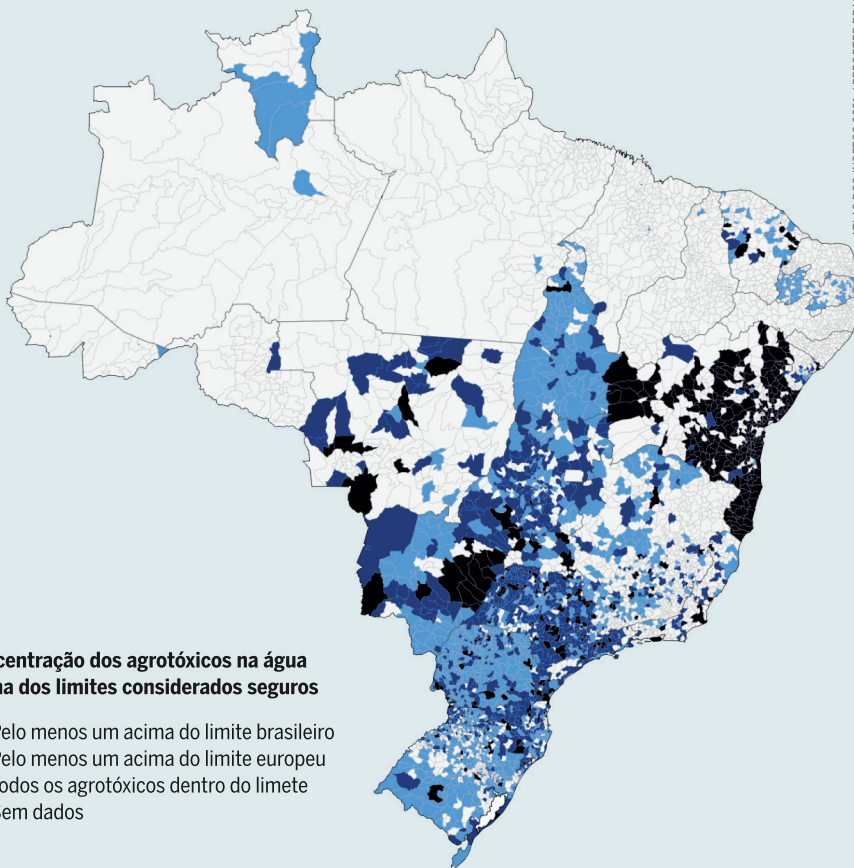 centração dos agrotóxicos na água
na dos limites considerados seguros
Pelo menos um acima do limite brasileiro
Pelo menos um acima do limite europeu
odos os agrotóxicos dentro do limete
Sem dados